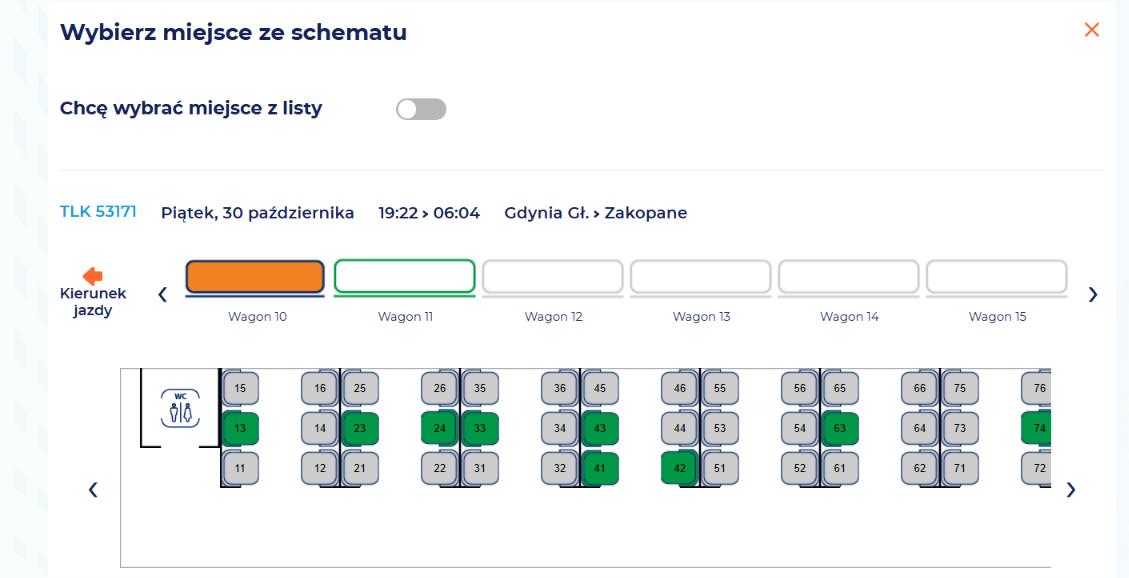 Wybierz miejsce ze schematu
Chcę wybrać miejsce z listy
TLK 53171 Piątek, 30 października 19:22 > 06:04 Gdynia Gł. > Zakopane
Kierunek
jazdy
Wagon 10 Wagon 11 Wagon 12 Wagon 13 Wagon 14 Wagon 15
WC
15 16 25 26 35 36 45 46 55 56 65 66 75 76
13 14 23 24 33 34 43 44 53 54 63 64 73 74
11 12 21 22 31 32 41 42 51 52 61 62 71 72